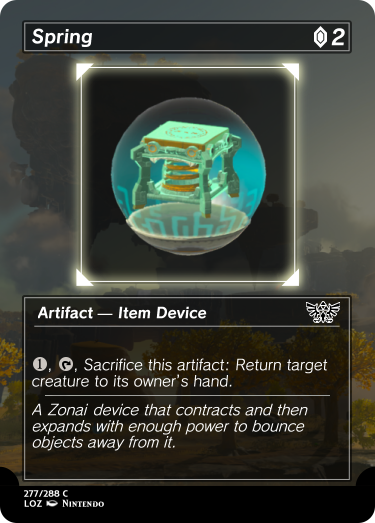 Spring 2
Artifact — Item Device
1, T, Sacrifice this artifact: Return target
creature to its owner's hand.
A Zonai device that contracts and then
expands with enough power to bounce
objects away from it.
277/288 C
LOZ Nintendo